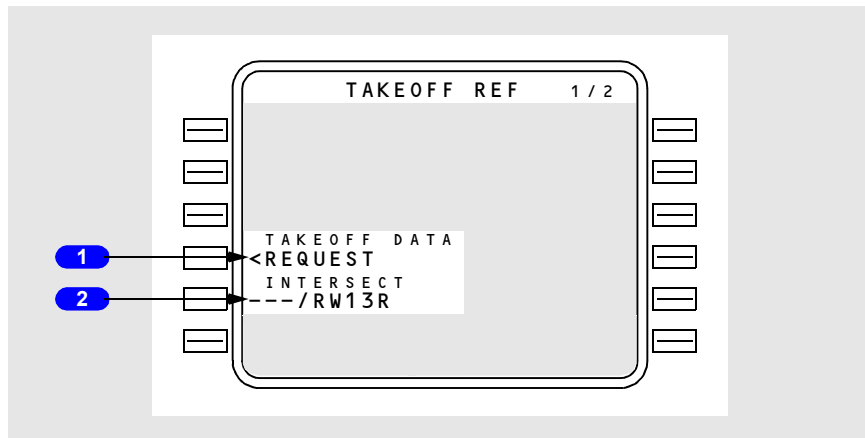 TAKEOFF REF 1/2
TAKEOFF DATA
1 <REQUEST
INTERSECT
2 ---/RW13R